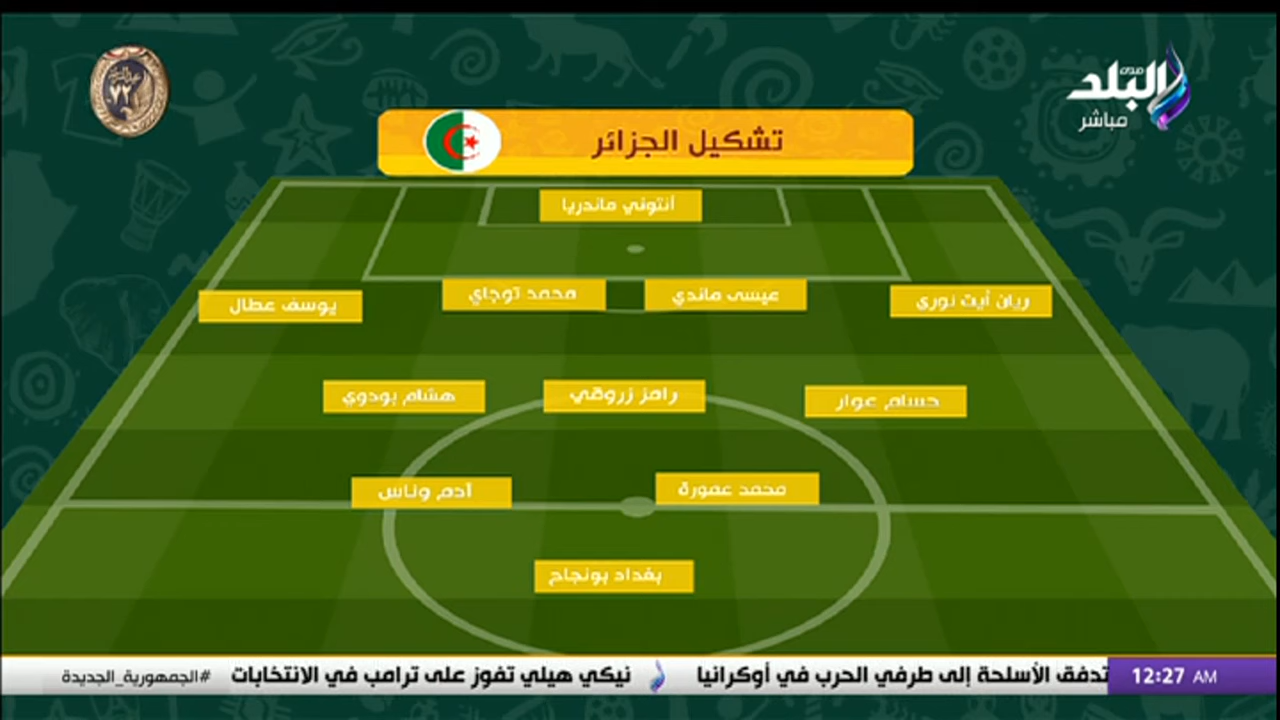 صدى
البلد
مباشر
٧٢
تشكيل الجزائر
أنتوني ماندريا
ريان أيت نورى
عيسى ماندي
محمد توجاي
يوسف عطال
حسام عوار
رامز زروقي
هشام بودوي
محمد عمورة
آدم وناس
بغداد بونجاح
12:27 AM
تدفق الأسلحة إلى طرفي الحرب في أوكرانيا
نيكي هيلي تفوز على ترامب في الانتخابات
#الجمهورية_الجديدة